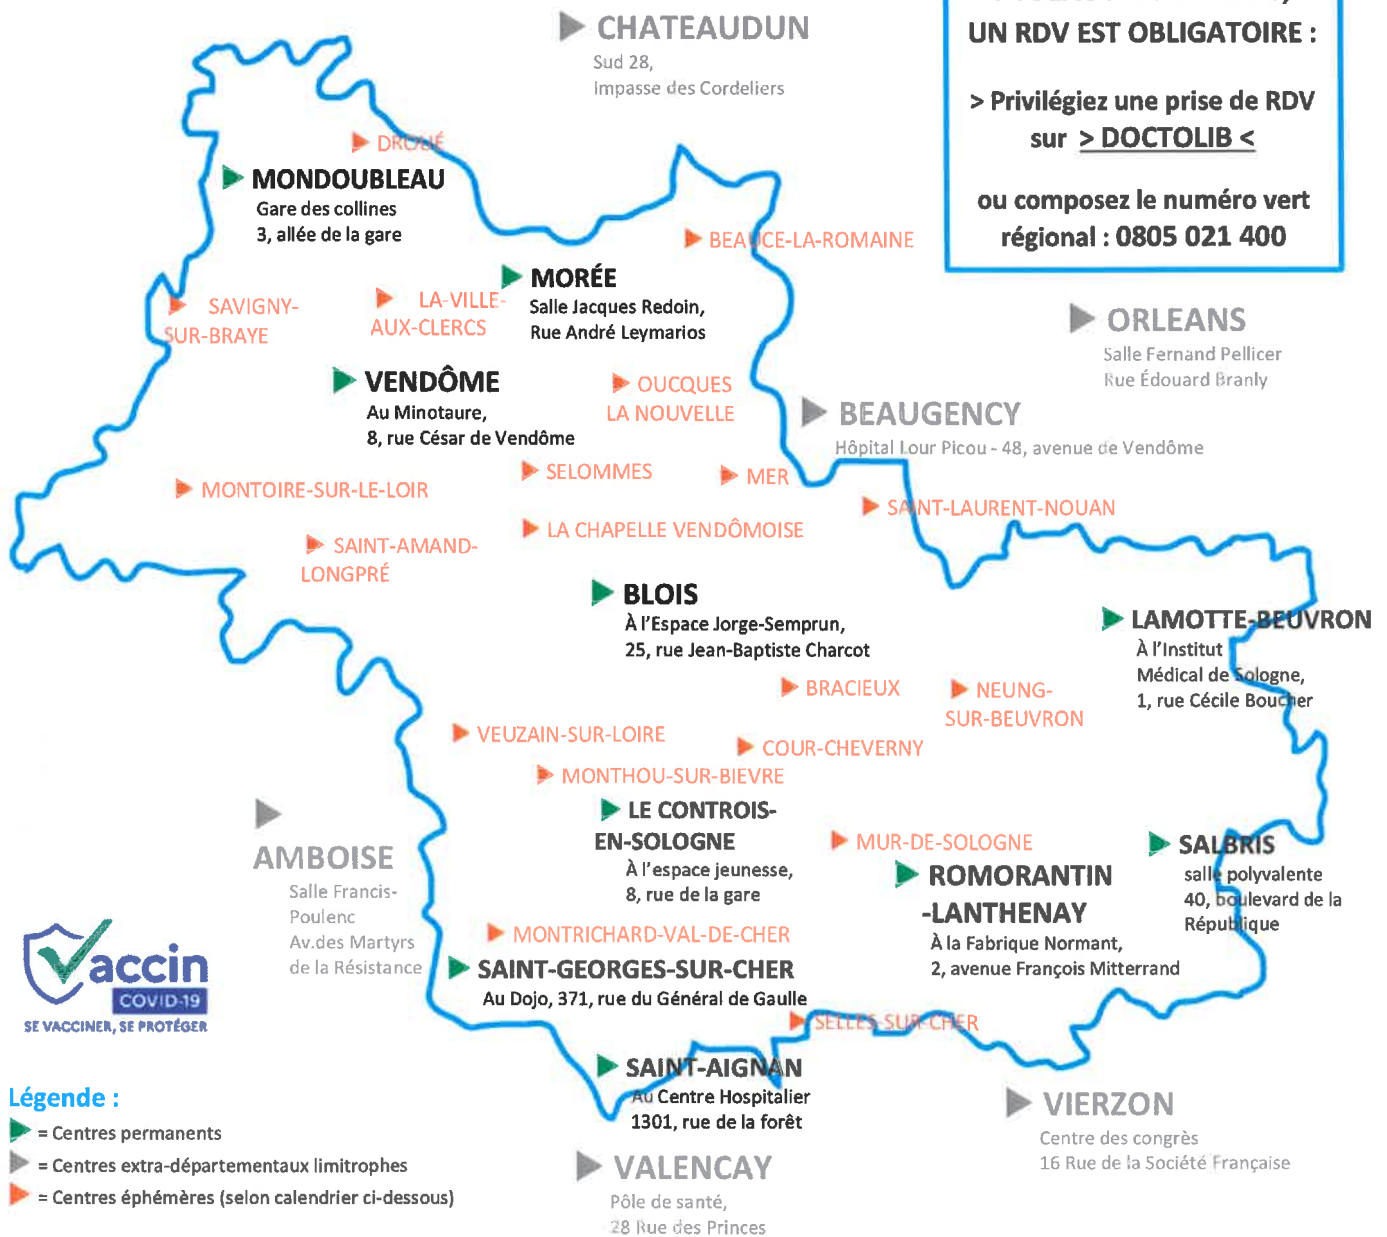 CHATEAUDUN
Sud 28,
Impasse des Cordeliers
UN RDV EST OBLIGATOIRE :
> Privilégiez une prise de RDV
sur > DOCTOLIB <
ou composez le numéro vert
régional : 0805 021 400
DROUÉ
MONDOUBLEAU
Gare des collines
3, allée de la gare
BEAUCE-LA-ROMAINE
MORÉE
Salle Jacques Redoin,
Rue André Leymarios
SAVIGNY-
SUR-BRAYE
LA-VILLE-
AUX-CLERCS
ORLEANS
Salle Fernand Pellicer
Rue Édouard Branly
VENDÔME
Au Minotaure,
8, rue César de Vendôme
OUCQUES
LA NOUVELLE
BEAUGENCY
Hôpital Lour Picou - 48, avenue de Vendôme
SELOMMES
MER
MONTOIRE-SUR-LE-LOIR
SAINT-LAURENT-NOUAN
LA CHAPELLE VENDÔMOISE
SAINT-AMAND-
LONGPRÉ
BLOIS
À l'Espace Jorge-Semprun,
25, rue Jean-Baptiste Charcot
LAMOTTE-BEUVRON
À l'Institut
Médical de Sologne,
1, rue Cécile Boucher
BRACIEUX
NEUNG-
SUR-BEUVRON
VEUZAIN-SUR-LOIRE
COUR-CHEVERNY
MONTHOU-SUR-BIEVRE
LE CONTROIS-
EN-SOLOGNE
À l'espace jeunesse,
8, rue de la gare
MUR-DE-SOLOGNE
SALBRIS
salle polyvalente
40, boulevard de la
République
AMBOISE
Salle Francis-
Poulenc
Av.des Martyrs
de la Résistance
ROMORANTIN
-LANTHENAY
À la Fabrique Normant,
2, avenue François Mitterrand
MONTRICHARD-VAL-DE-CHER
SAINT-GEORGES-SUR-CHER
Au Dojo, 371, rue du Général de Gaulle
Vaccin
COVID-19
SE VACCINER, SE PROTÉGER
SELLES-SUR-CHER
SAINT-AIGNAN
Au Centre Hospitalier
1301, rue de la forêt
VIERZON
Centre des congrès
16 Rue de la Société Française
VALENCAY
Pôle de santé,
28 Rue des Princes
Légende :
= Centres permanents
= Centres extra-départementaux limitrophes
= Centres éphémères (selon calendrier ci-dessous)